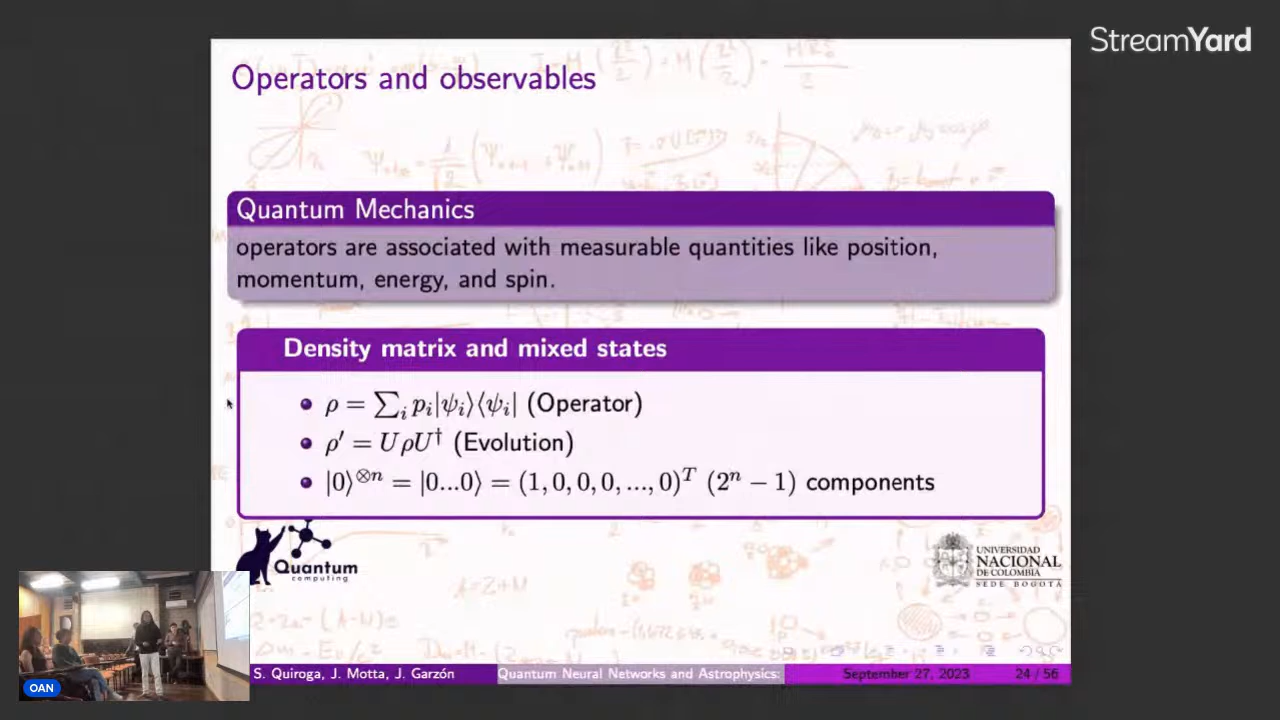 StreamYard
Operators and observables
Quantum Mechanics
operators are associated with measurable quantities like position,
momentum, energy, and spin.
Density matrix and mixed states
ρ = ∑ᵢ pᵢ|ψᵢ⟩⟨ψᵢ| (Operator)
ρ′ = UρU† (Evolution)
|0⟩^{⊗n} = |0...0⟩ = (1, 0, 0, 0, ..., 0)^T (2^n − 1) components
Quantum
computing
UNIVERSIDAD
NACIONAL
DE COLOMBIA
SEDE BOGOTÁ
OAN
S. Quiroga, J. Motta, J. Garzón
Quantum Neural Networks and Astrophysics:
September 27, 2023
24 / 56